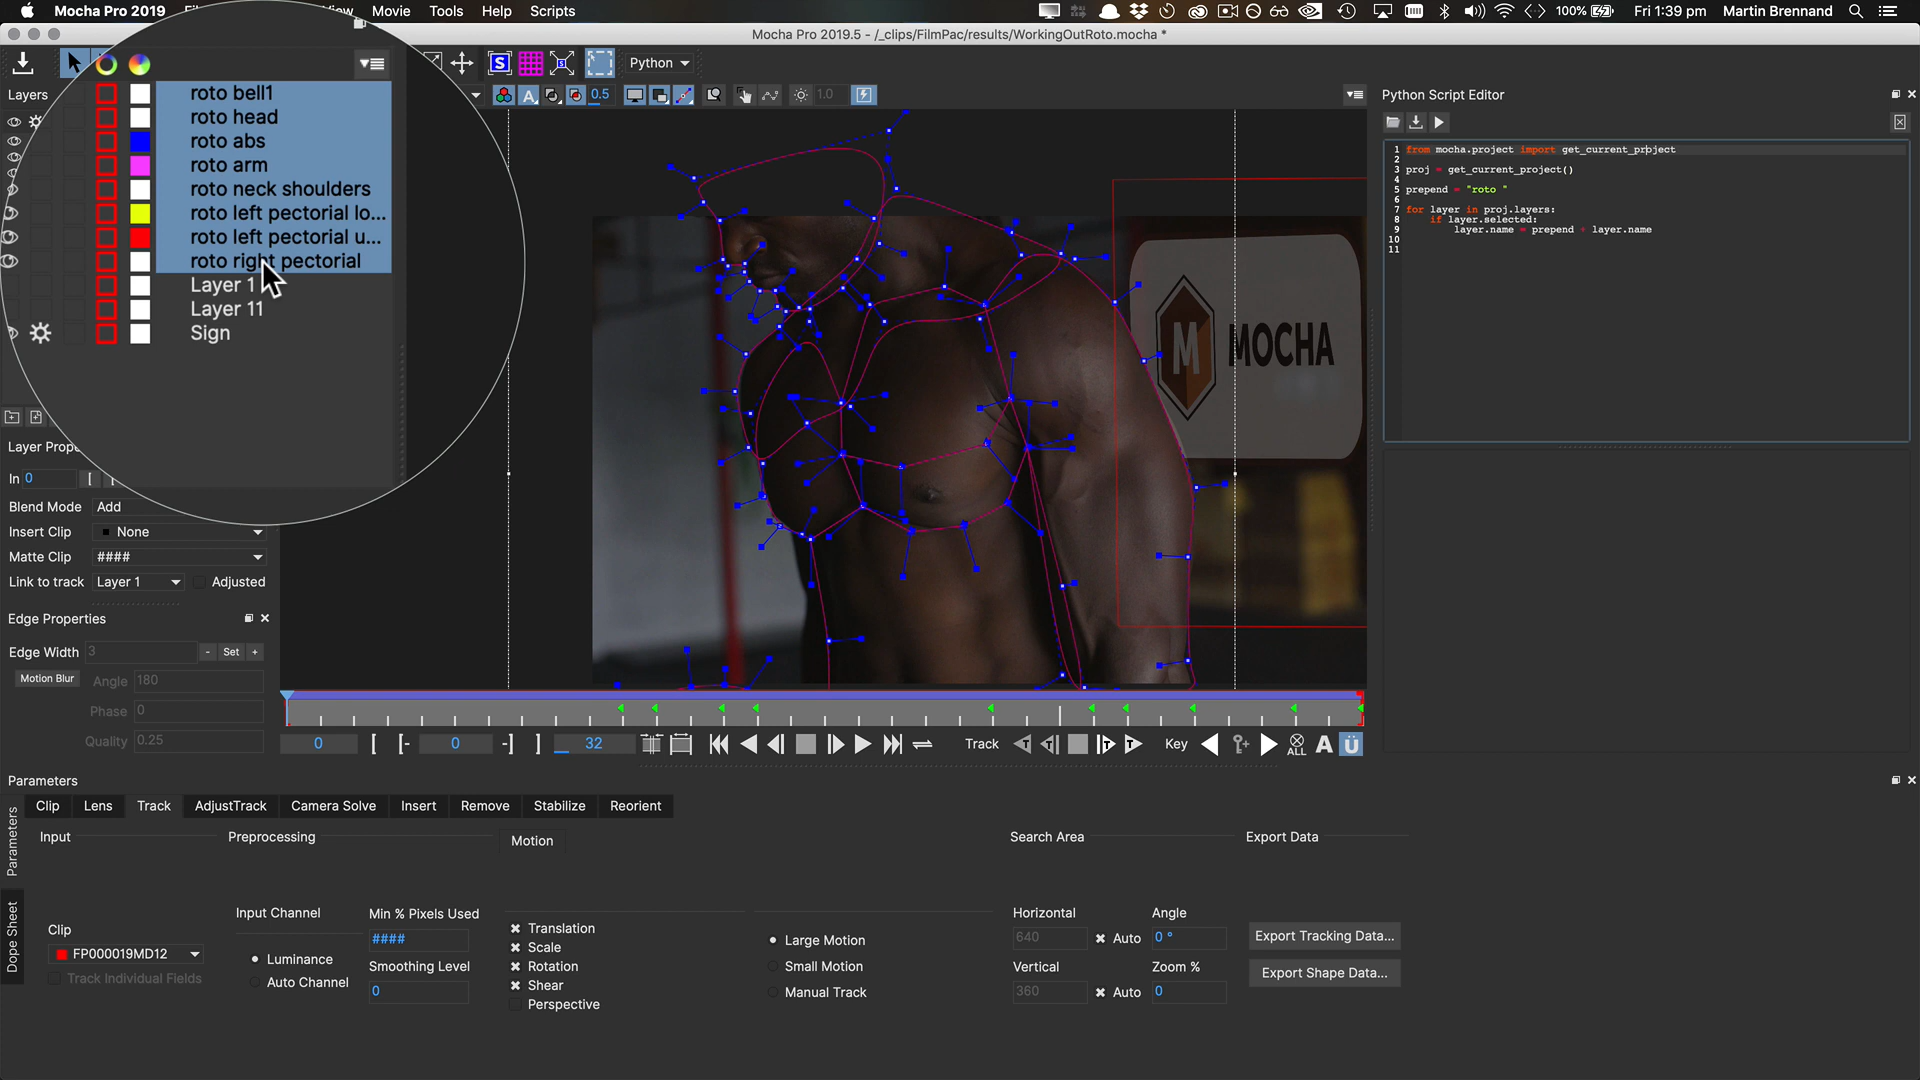 Mocha Pro 2019 View Movie Tools Help Scripts 100% Fri 1:39 pm Martin Brennand
Mocha Pro 2019.5 - /_clips/FilmPac/results/WorkingOutRoto.mocha *
S Python
A 0.5 1.0
Layers
roto bell1
roto head
roto abs
roto arm
roto neck shoulders
roto left pectorial lo...
roto left pectorial u...
roto right pectorial
Layer 1
Layer 11
Sign
M MOCHA
Python Script Editor
1 from mocha.project import get_current_project
2
3 proj = get_current_project()
4
5 prepend = "roto "
6
7 for layer in proj.layers:
8 if layer.selected:
9 layer.name = prepend + layer.name
10
11
Layer Prope
In 0 [
Blend Mode Add
Insert Clip None
Matte Clip ####
Link to track Layer 1 Adjusted
Edge Properties
Edge Width 3 - Set +
Motion Blur Angle 180
Phase 0
Quality 0.25
0 [ [- 0 -] ] 32 Track T T T T Key ALL A Ü
Parameters
Parameters
Dope Sheet
Clip Lens Track AdjustTrack Camera Solve Insert Remove Stabilize Reorient
Input
Clip
FP000019MD12
Track Individual Fields
Preprocessing
Input Channel
Luminance
Auto Channel
Min % Pixels Used
####
Smoothing Level
0
Motion
Translation
Scale
Rotation
Shear
Perspective
Large Motion
Small Motion
Manual Track
Search Area
Horizontal
640 Auto
Vertical
360 Auto
Angle
0 °
Zoom %
0
Export Data
Export Tracking Data...
Export Shape Data...